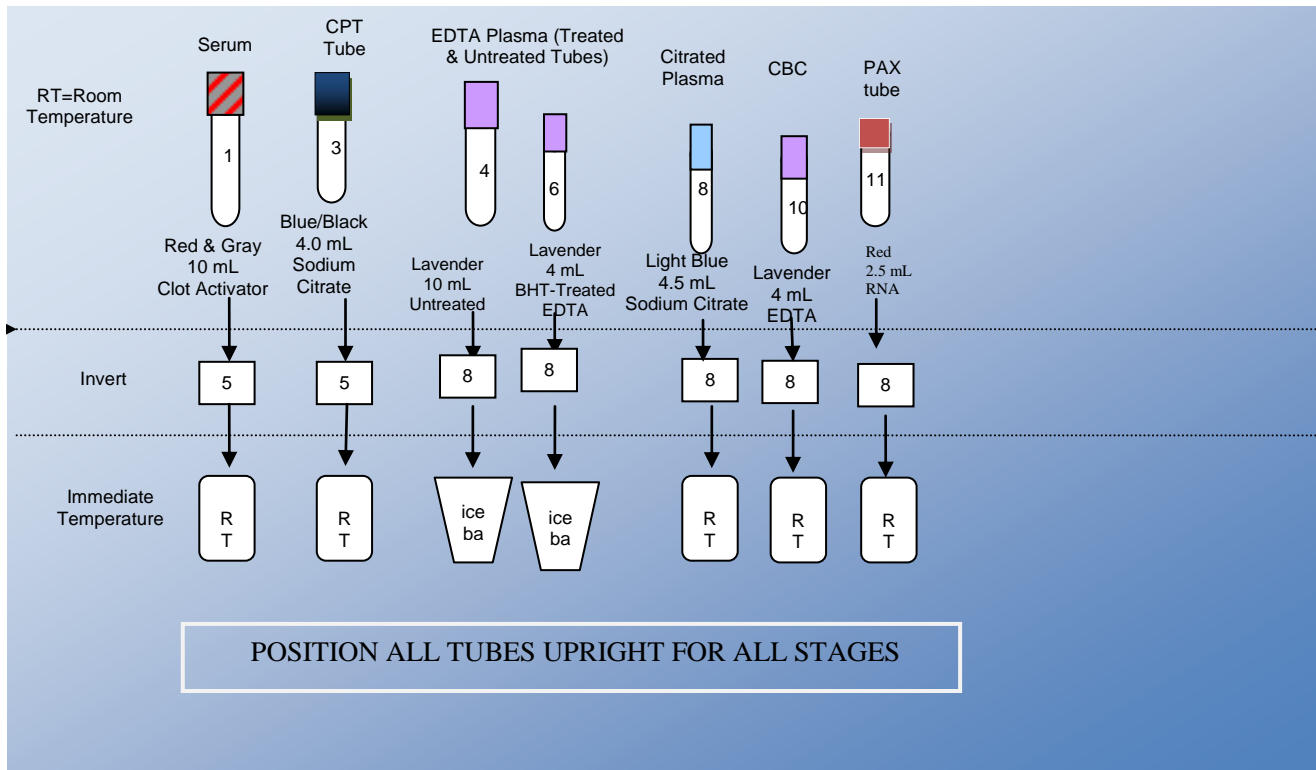 Serum
CPT
Tube
EDTA Plasma (Treated
& Untreated Tubes)
Citrated
Plasma
CBC
PAX
tube
RT=Room
Temperature
1
3
4
6
8
10
11
Red & Gray
10 mL
Clot Activator
Blue/Black
4.0 mL
Sodium
Citrate
Lavender
10 mL
Untreated
Lavender
4 mL
BHT-Treated
EDTA
Light Blue
4.5 mL
Sodium Citrate
Lavender
4 mL
EDTA
Red
2.5 mL
RNA
Invert
5
5
8
8
8
8
8
Immediate
Temperature
R
T
R
T
ice
ba
ice
ba
R
T
R
T
R
T
POSITION ALL TUBES UPRIGHT FOR ALL STAGES